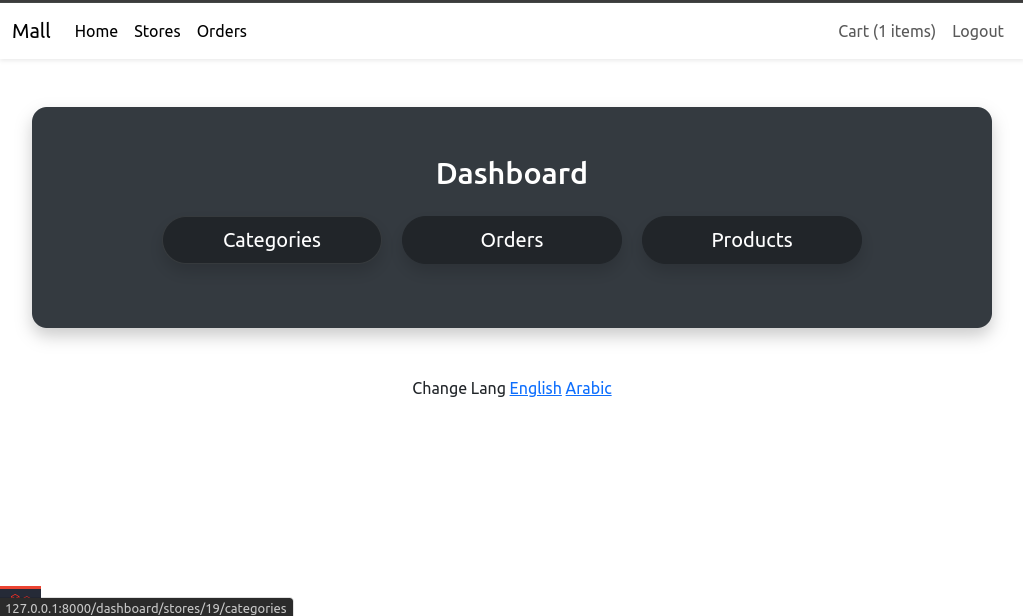 Mall Home Stores Orders Cart (1 items) Logout
Dashboard
Categories Orders Products
Change Lang English Arabic
127.0.0.1:8000/dashboard/stores/19/categories